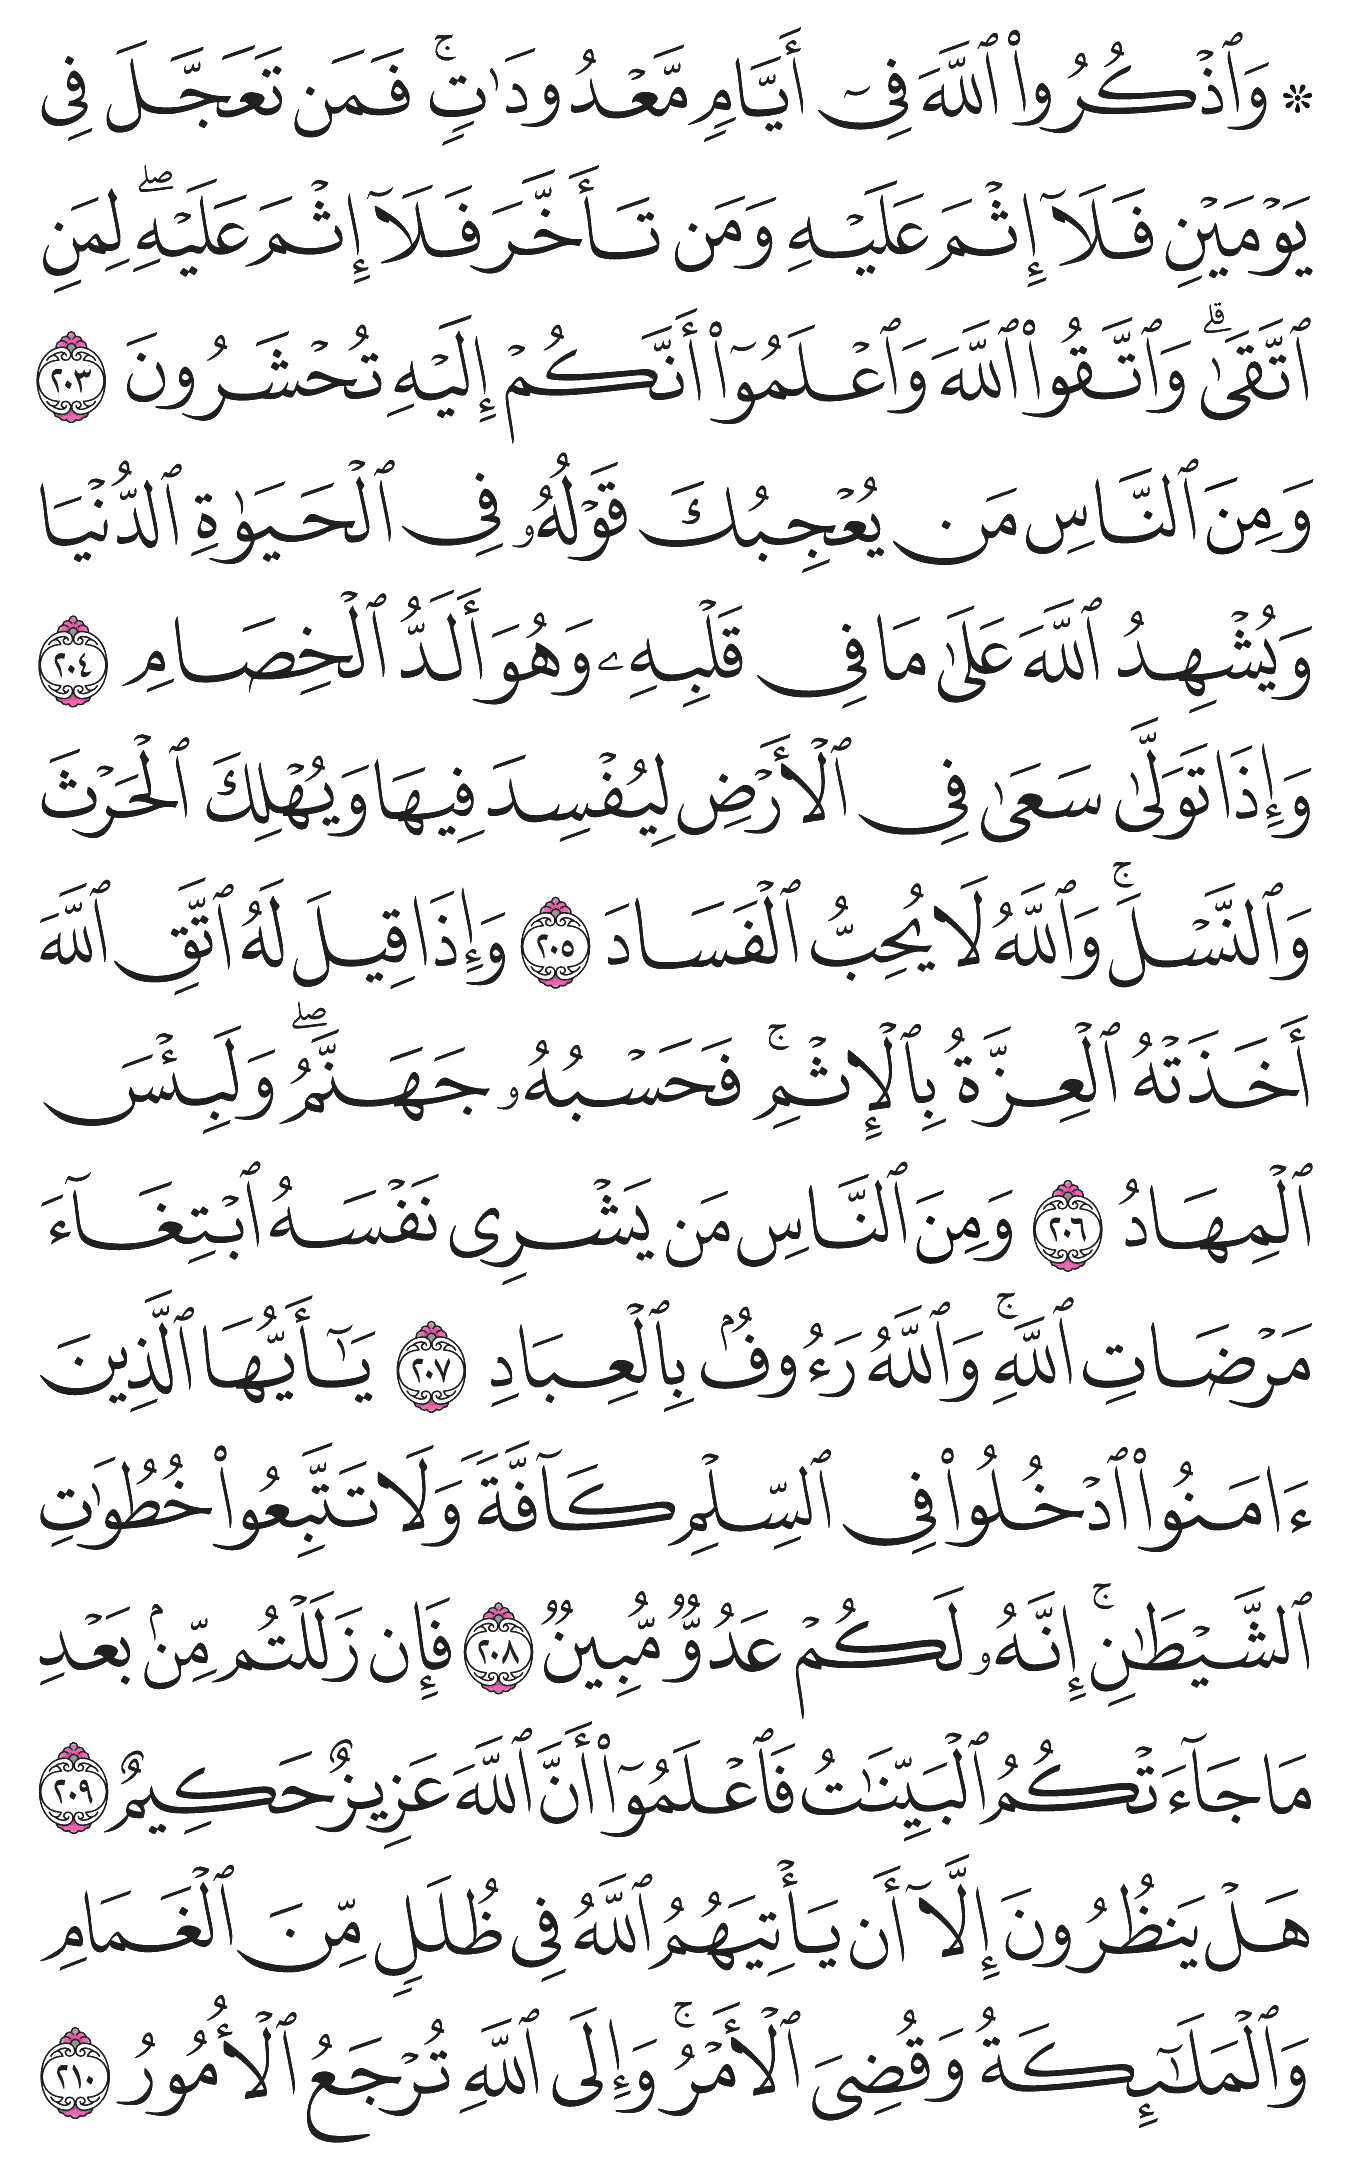 ۞ وَٱذْكُرُوا۟ ٱللَّهَ فِىٓ أَيَّامٍ مَّعْدُودَٰتٍ ۚ فَمَن تَعَجَّلَ فِى
يَوْمَيْنِ فَلَآ إِثْمَ عَلَيْهِ وَمَن تَأَخَّرَ فَلَآ إِثْمَ عَلَيْهِ ۖ لِمَنِ
ٱتَّقَىٰ ۗ وَٱتَّقُوا۟ ٱللَّهَ وَٱعْلَمُوٓا۟ أَنَّكُمْ إِلَيْهِ تُحْشَرُونَ ٢٠٣
وَمِنَ ٱلنَّاسِ مَن يُعْجِبُكَ قَوْلُهُۥ فِى ٱلْحَيَوٰةِ ٱلدُّنْيَا
وَيُشْهِدُ ٱللَّهَ عَلَىٰ مَا فِى قَلْبِهِۦ وَهُوَ أَلَدُّ ٱلْخِصَامِ ٢٠٤
وَإِذَا تَوَلَّىٰ سَعَىٰ فِى ٱلْأَرْضِ لِيُفْسِدَ فِيهَا وَيُهْلِكَ ٱلْحَرْثَ
وَٱلنَّسْلَ ۚ وَٱللَّهُ لَا يُحِبُّ ٱلْفَسَادَ ٢٠٥ وَإِذَا قِيلَ لَهُ ٱتَّقِ ٱللَّهَ
أَخَذَتْهُ ٱلْعِزَّةُ بِٱلْإِثْمِ ۚ فَحَسْبُهُۥ جَهَنَّمُ ۖ وَلَبِئْسَ
ٱلْمِهَادُ ٢٠٦ وَمِنَ ٱلنَّاسِ مَن يَشْرِى نَفْسَهُ ٱبْتِغَآءَ
مَرْضَاتِ ٱللَّهِ ۚ وَٱللَّهُ رَءُوفٌۢ بِٱلْعِبَادِ ٢٠٧ يَٰٓأَيُّهَا ٱلَّذِينَ
ءَامَنُوا۟ ٱدْخُلُوا۟ فِى ٱلسِّلْمِ كَآفَّةً وَلَا تَتَّبِعُوا۟ خُطُوَٰتِ
ٱلشَّيْطَٰنِ ۚ إِنَّهُۥ لَكُمْ عَدُوٌّ مُّبِينٌ ٢٠٨ فَإِن زَلَلْتُم مِّنۢ بَعْدِ
مَا جَآءَتْكُمُ ٱلْبَيِّنَٰتُ فَٱعْلَمُوٓا۟ أَنَّ ٱللَّهَ عَزِيزٌ حَكِيمٌ ٢٠٩
هَلْ يَنظُرُونَ إِلَّآ أَن يَأْتِيَهُمُ ٱللَّهُ فِى ظُلَلٍ مِّنَ ٱلْغَمَامِ
وَٱلْمَلَٰٓئِكَةُ وَقُضِىَ ٱلْأَمْرُ ۚ وَإِلَى ٱللَّهِ تُرْجَعُ ٱلْأُمُورُ ٢١٠